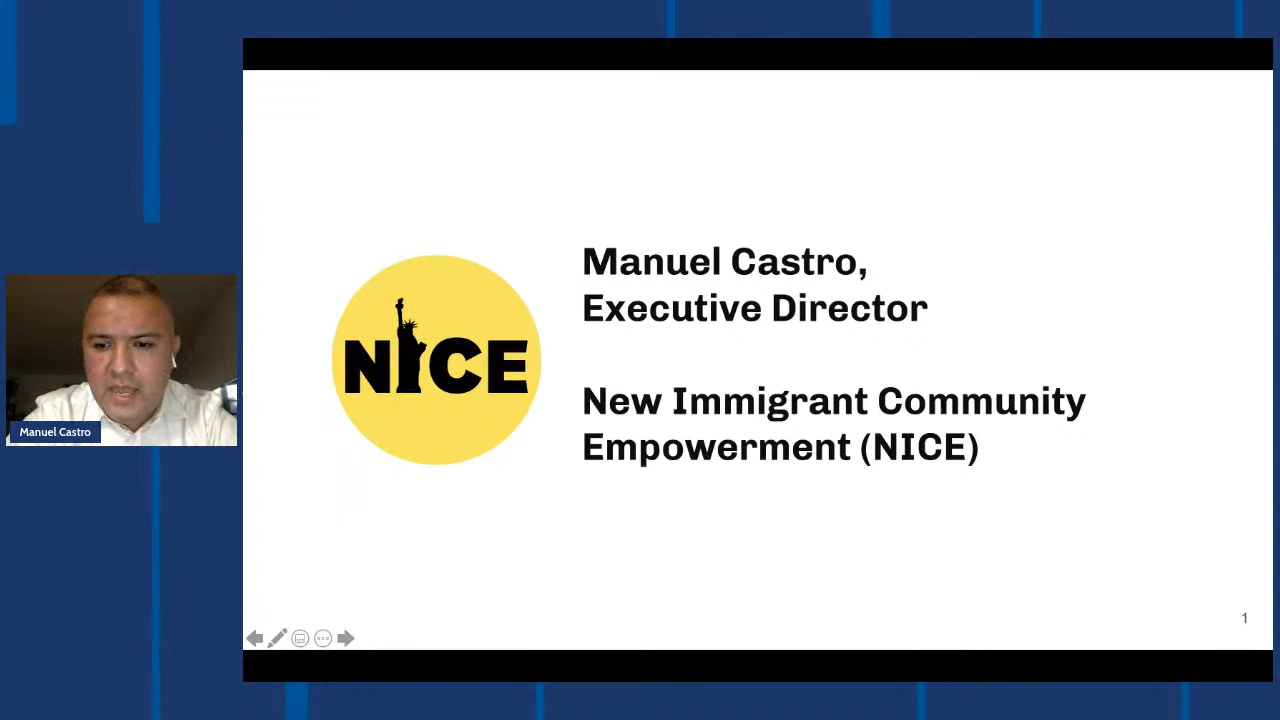 Manuel Castro,
Executive Director
New Immigrant Community
Empowerment (NICE)
NICE
Manuel Castro
1